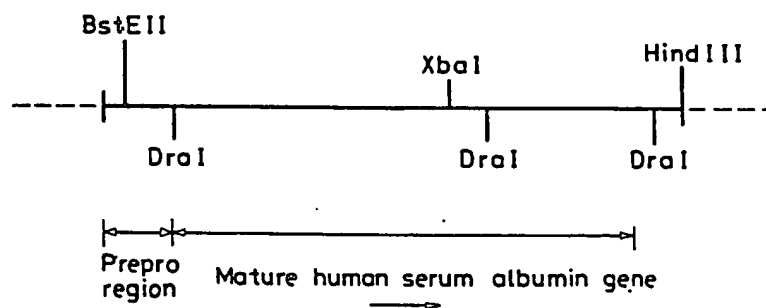 BstEII
XbaI
HindIII
DraI
DraI
DraI
Prepro
region
Mature human serum albumin gene